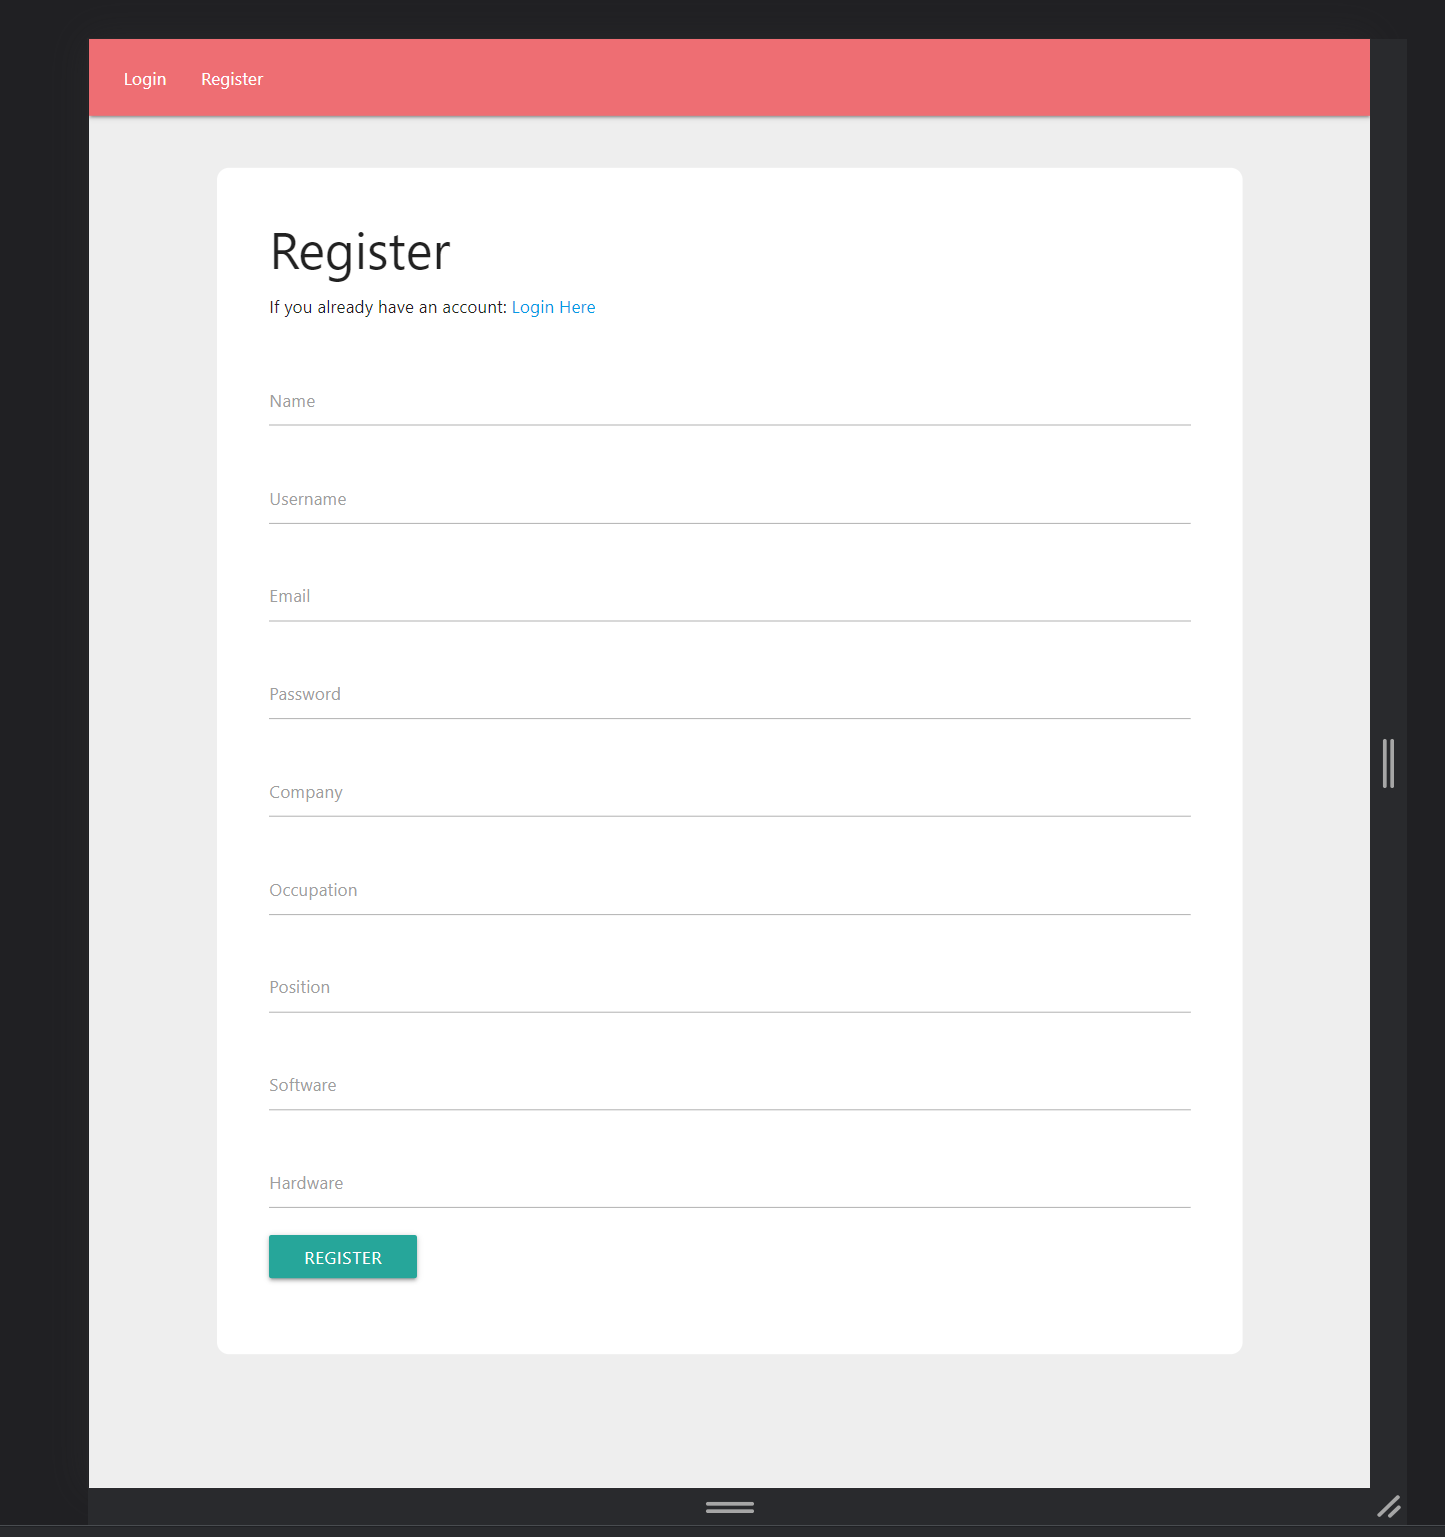 Login Register
Register
If you already have an account: Login Here
Name
Username
Email
Password
Company
Occupation
Position
Software
Hardware
REGISTER